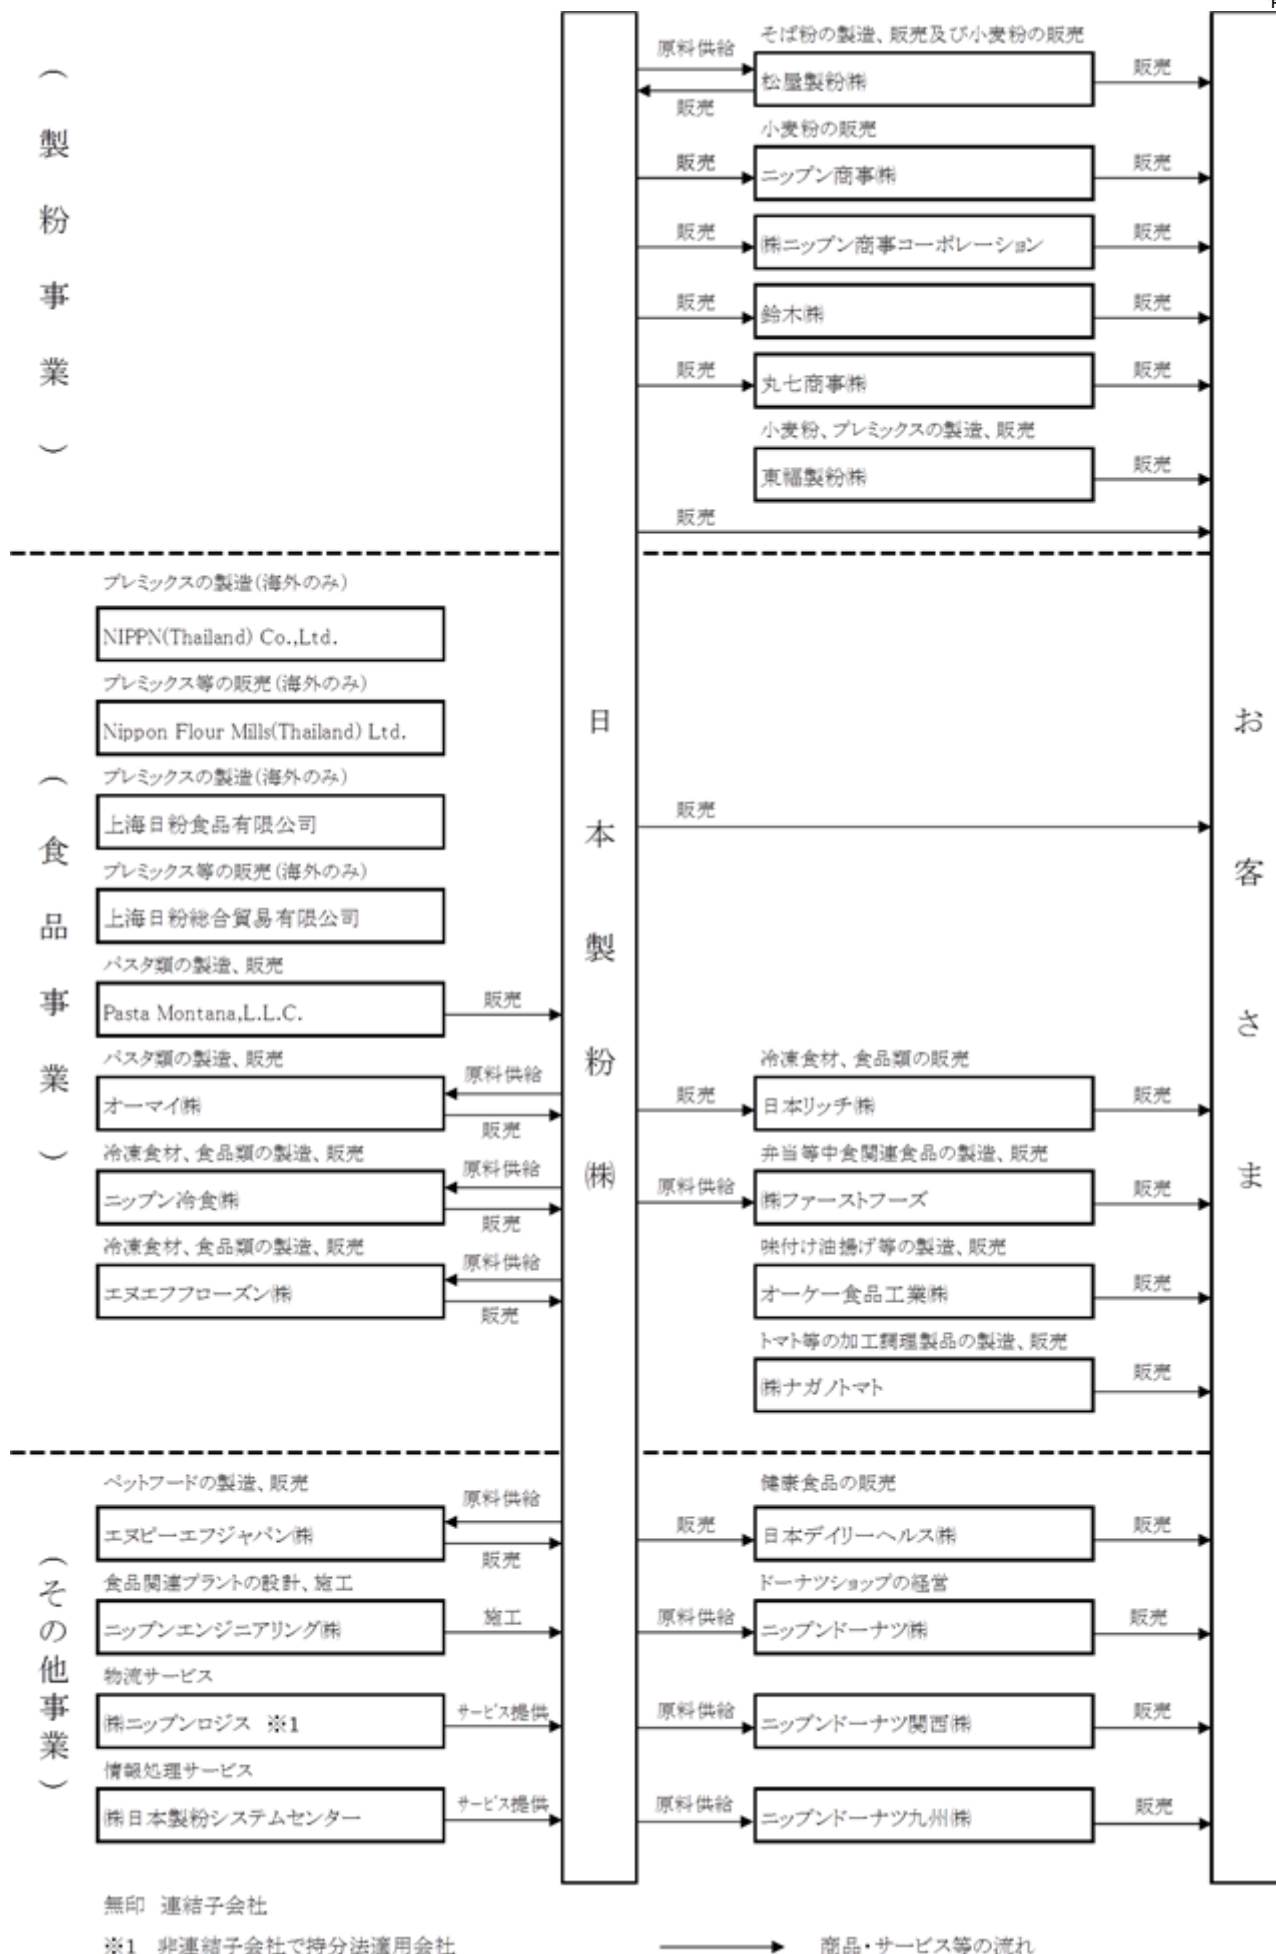 （製粉事業）
そば粉の製造、販売及び小麦粉の販売
原料供給
松屋製粉㈱
販売
販売
小麦粉の販売
販売
ニップン商事㈱
販売
販売
㈱ニップン商事コーポレーション
販売
販売
鈴木㈱
販売
販売
丸七商事㈱
販売
小麦粉、プレミックスの製造、販売
東福製粉㈱
販売
販売
日本製粉㈱
お客さま
（食品事業）
プレミックスの製造(海外のみ)
NIPPN(Thailand) Co.,Ltd.
プレミックス等の販売(海外のみ)
Nippon Flour Mills(Thailand) Ltd.
プレミックスの製造(海外のみ)
上海日粉食品有限公司
プレミックス等の販売(海外のみ)
上海日粉総合貿易有限公司
パスタ類の製造、販売
Pasta Montana,L.L.C.
販売
パスタ類の製造、販売
オーマイ㈱
原料供給
販売
冷凍食材、食品類の製造、販売
ニップン冷食㈱
原料供給
販売
冷凍食材、食品類の製造、販売
エヌエフフローズン㈱
原料供給
販売
販売
冷凍食材、食品類の販売
販売
日本リッチ㈱
販売
弁当等中食関連食品の製造、販売
原料供給
㈱ファーストフーズ
販売
味付け油揚げ等の製造、販売
オーケー食品工業㈱
販売
トマト等の加工調理製品の製造、販売
㈱ナガノトマト
販売
（その他事業）
ペットフードの製造、販売
エヌピーエフジャパン㈱
原料供給
販売
食品関連プラントの設計、施工
ニップンエンジニアリング㈱
施工
物流サービス
㈱ニップンロジス ※1
サービス提供
情報処理サービス
㈱日本製粉システムセンター
サービス提供
健康食品の販売
販売
日本デイリーヘルス㈱
販売
ドーナツショップの経営
原料供給
ニップンドーナツ㈱
販売
原料供給
ニップンドーナツ関西㈱
販売
原料供給
ニップンドーナツ九州㈱
販売
無印 連結子会社
※1 非連結子会社で持分法適用会社
商品・サービス等の流れ